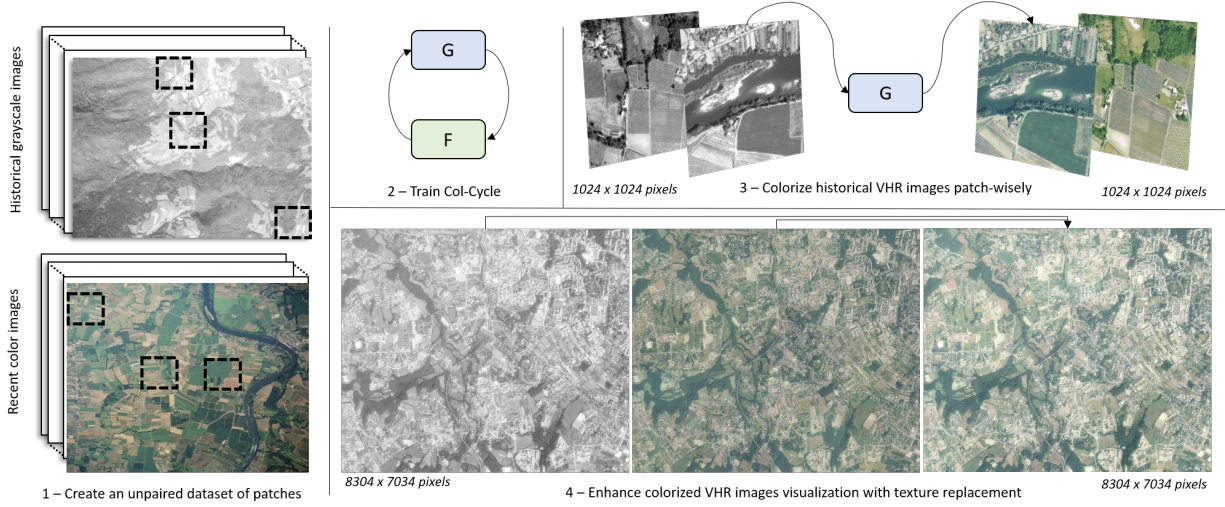 Historical grayscale images
Recent color images
1 – Create an unpaired dataset of patches
G
F
2 – Train Col-Cycle
G
1024 x 1024 pixels
3 – Colorize historical VHR images patch-wisely
1024 x 1024 pixels
8304 x 7034 pixels
4 – Enhance colorized VHR images visualization with texture replacement
8304 x 7034 pixels